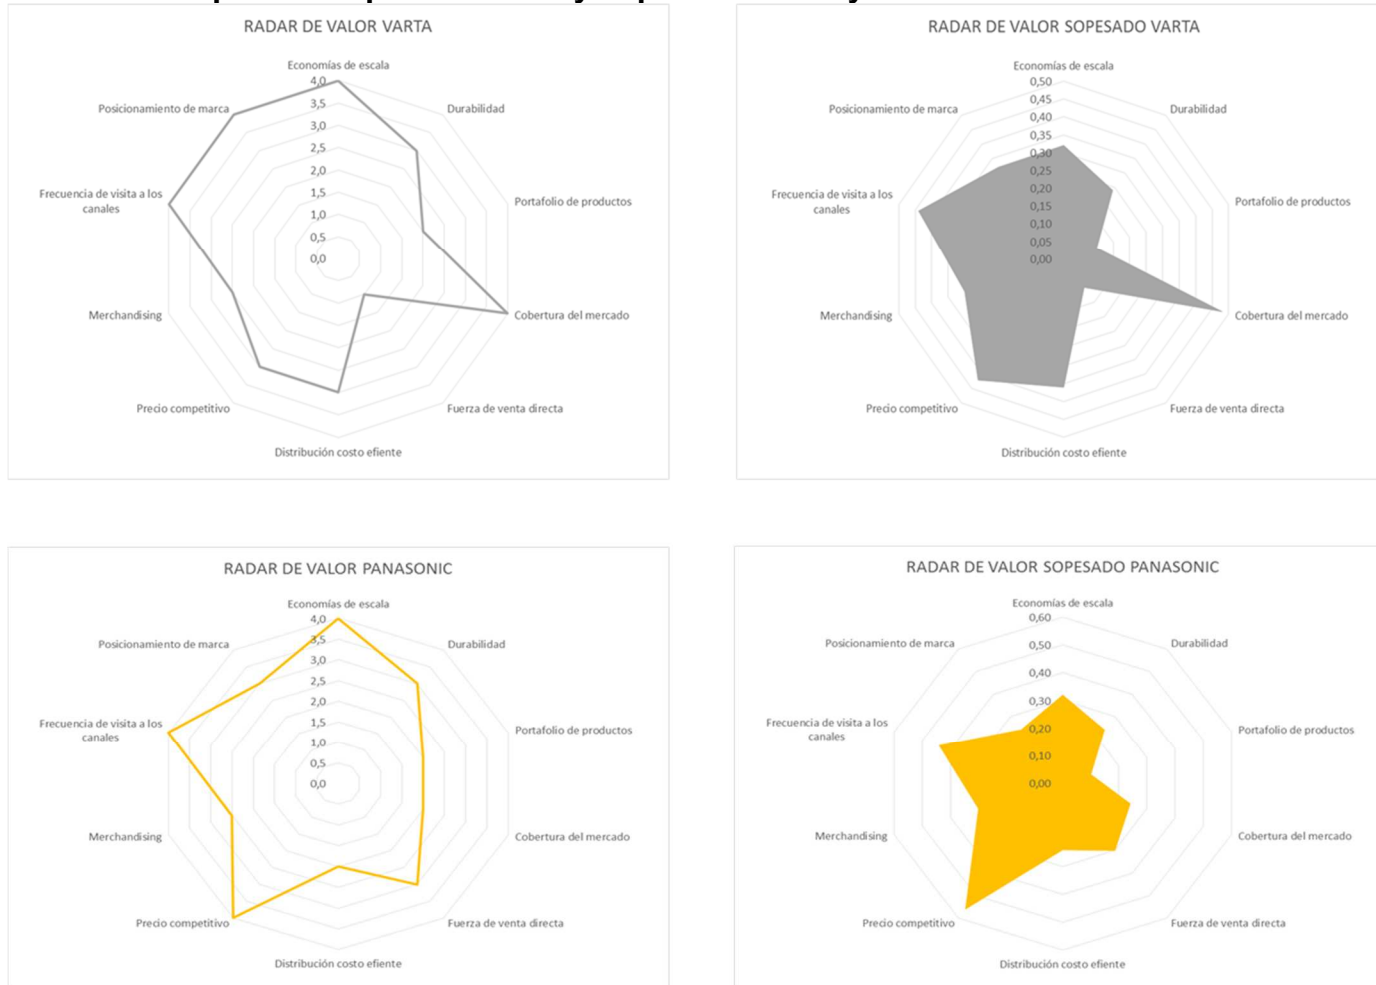 RADAR DE VALOR VARTA
Economías de escala
4,0
Posicionamiento de marca
Durabilidad
3,5
3,0
2,5
2,0
Frecuencia de visita a los
canales
Portafolio de productos
1,5
1,0
0,5
0,0
Merchandising
Cobertura del mercado
Precio competitivo
Fuerza de venta directa
Distribución costo efiente
RADAR DE VALOR SOPESADO VARTA
Economías de escala
0,50
0,45
Posicionamiento de marca
Durabilidad
0,40
0,35
0,30
0,25
0,20
Frecuencia de visita a los
canales
Portafolio de productos
0,15
0,10
0,05
0,00
Merchandising
Cobertura del mercado
Precio competitivo
Fuerza de venta directa
Distribución costo efiente
RADAR DE VALOR PANASONIC
Economías de escala
4,0
3,5
Posicionamiento de marca
Durabilidad
3,0
2,5
2,0
Frecuencia de visita a los
canales
Portafolio de productos
1,5
1,0
0,5
0,0
Merchandising
Cobertura del mercado
Precio competitivo
Fuerza de venta directa
Distribución costo efiente
RADAR DE VALOR SOPESADO PANASONIC
Economías de escala
0,60
0,50
Posicionamiento de marca
Durabilidad
0,40
0,30
Frecuencia de visita a los
canales
Portafolio de productos
0,20
0,10
0,00
Merchandising
Cobertura del mercado
Precio competitivo
Fuerza de venta directa
Distribución costo efiente